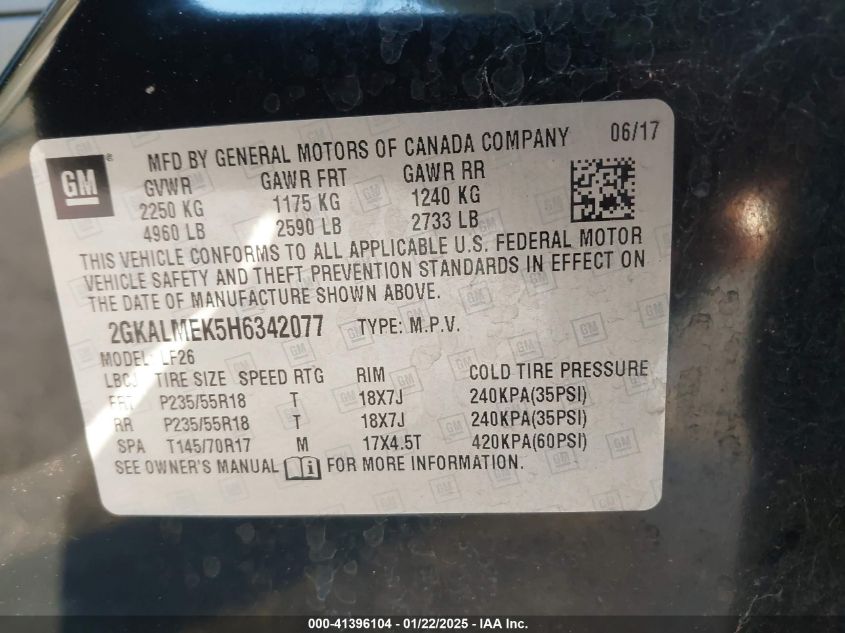 MFD BY GENERAL MOTORS OF CANADA COMPANY 06/17
GM ®
GVWR GAWR FRT GAWR RR
2250 KG 1175 KG 1240 KG
4960 LB 2590 LB 2733 LB
THIS VEHICLE CONFORMS TO ALL APPLICABLE U.S. FEDERAL MOTOR
VEHICLE SAFETY AND THEFT PREVENTION STANDARDS IN EFFECT ON
THE DATE OF MANUFACTURE SHOWN ABOVE.
2GKALMEK5H6342077 TYPE: M.P.V.
MODEL: LF26
LBCJ TIRE SIZE SPEED RTG RIM COLD TIRE PRESSURE
FRT P235/55R18 T 18X7J 240KPA(35PSI)
RR P235/55R18 T 18X7J 240KPA(35PSI)
SPA T145/70R17 M 17X4.5T 420KPA(60PSI)
SEE OWNER'S MANUAL FOR MORE INFORMATION.
000-41396104 - 01/22/2025 - IAA Inc.